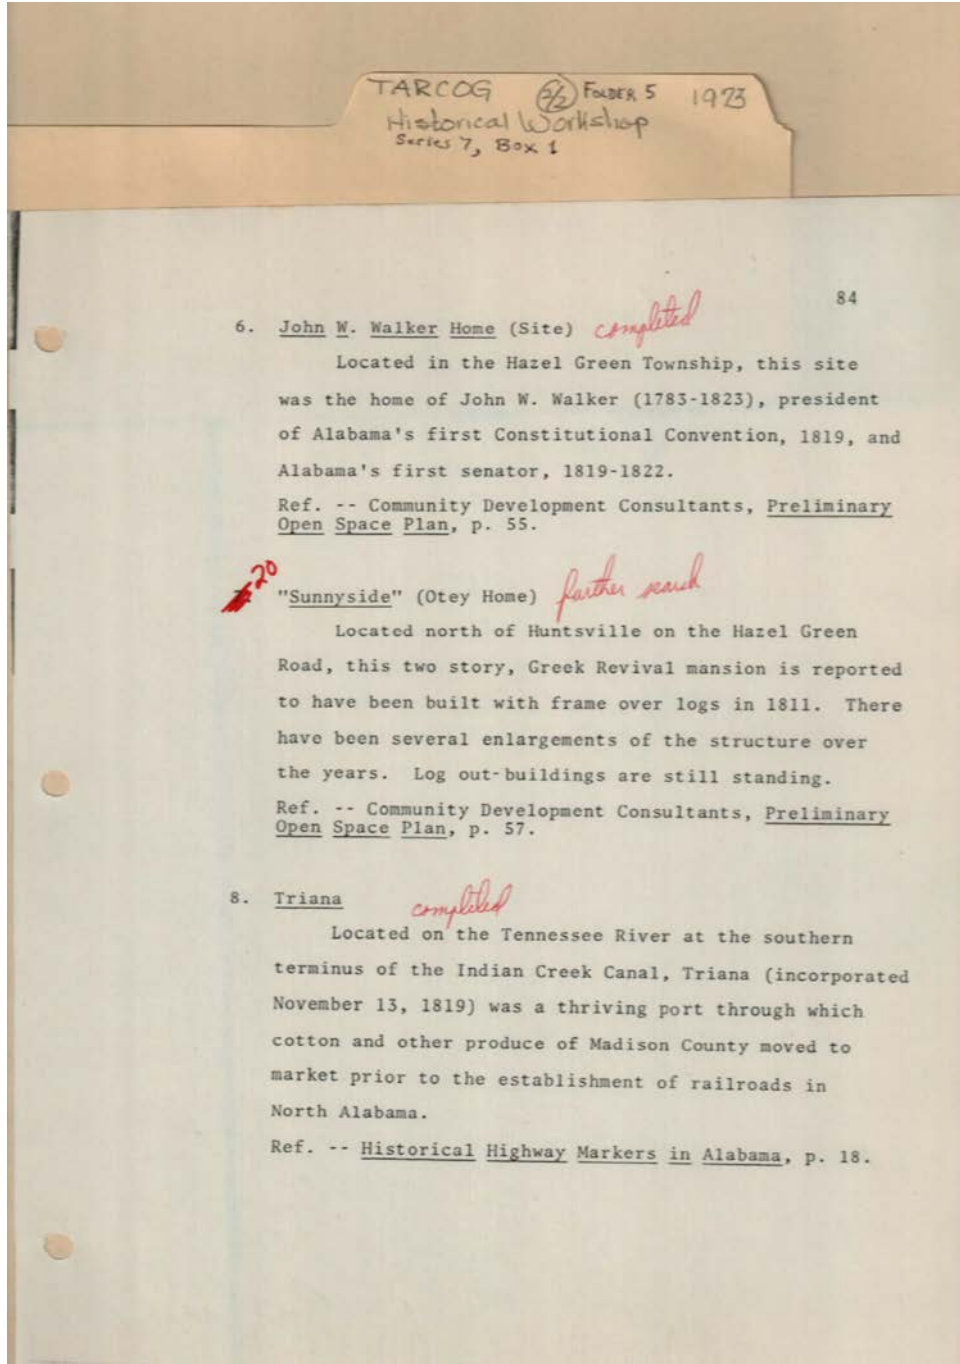 TARCOG 2/2 FOLDER 5 1973
Historical Workshop
Series 7, Box 1
84
6. John W. Walker Home (Site) completed
Located in the Hazel Green Township, this site
was the home of John W. Walker (1783-1823), president
of Alabama's first Constitutional Convention, 1819, and
Alabama's first senator, 1819-1822.
Ref. -- Community Development Consultants, Preliminary
Open Space Plan, p. 55.
20 "Sunnyside" (Otey Home) further search
Located north of Huntsville on the Hazel Green
Road, this two story, Greek Revival mansion is reported
to have been built with frame over logs in 1811. There
have been several enlargements of the structure over
the years. Log out-buildings are still standing.
Ref. -- Community Development Consultants, Preliminary
Open Space Plan, p. 57.
8. Triana completed
Located on the Tennessee River at the southern
terminus of the Indian Creek Canal, Triana (incorporated
November 13, 1819) was a thriving port through which
cotton and other produce of Madison County moved to
market prior to the establishment of railroads in
North Alabama.
Ref. -- Historical Highway Markers in Alabama, p. 18.